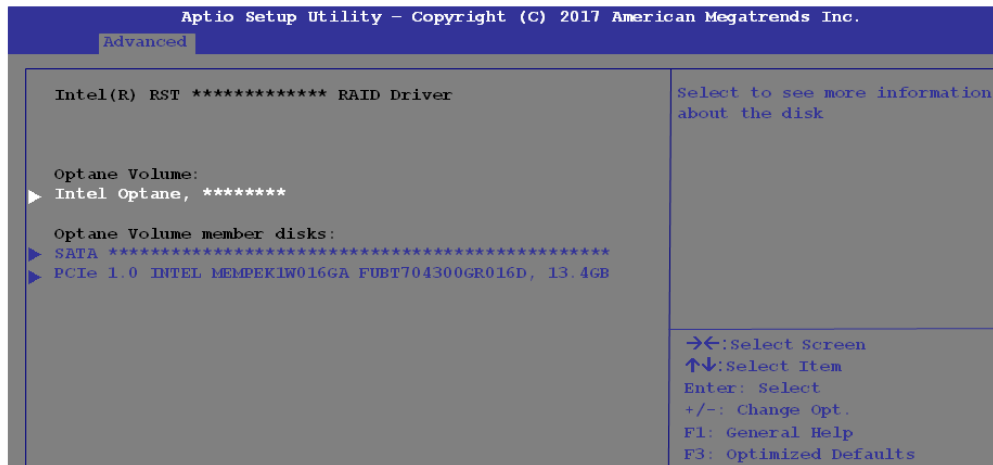 Aptio Setup Utility – Copyright (C) 2017 American Megatrends Inc.
Advanced
Intel(R) RST ************* RAID Driver
Optane Volume:
Intel Optane, ********
Optane Volume member disks:
SATA ************************************************
PCIe 1.0 INTEL MEMPEK1W016GA FUBT704300GR016D, 13.4GB
Select to see more information
about the disk
→←:Select Screen
↑↓:Select Item
Enter: Select
+/-: Change Opt.
F1: General Help
F3: Optimized Defaults